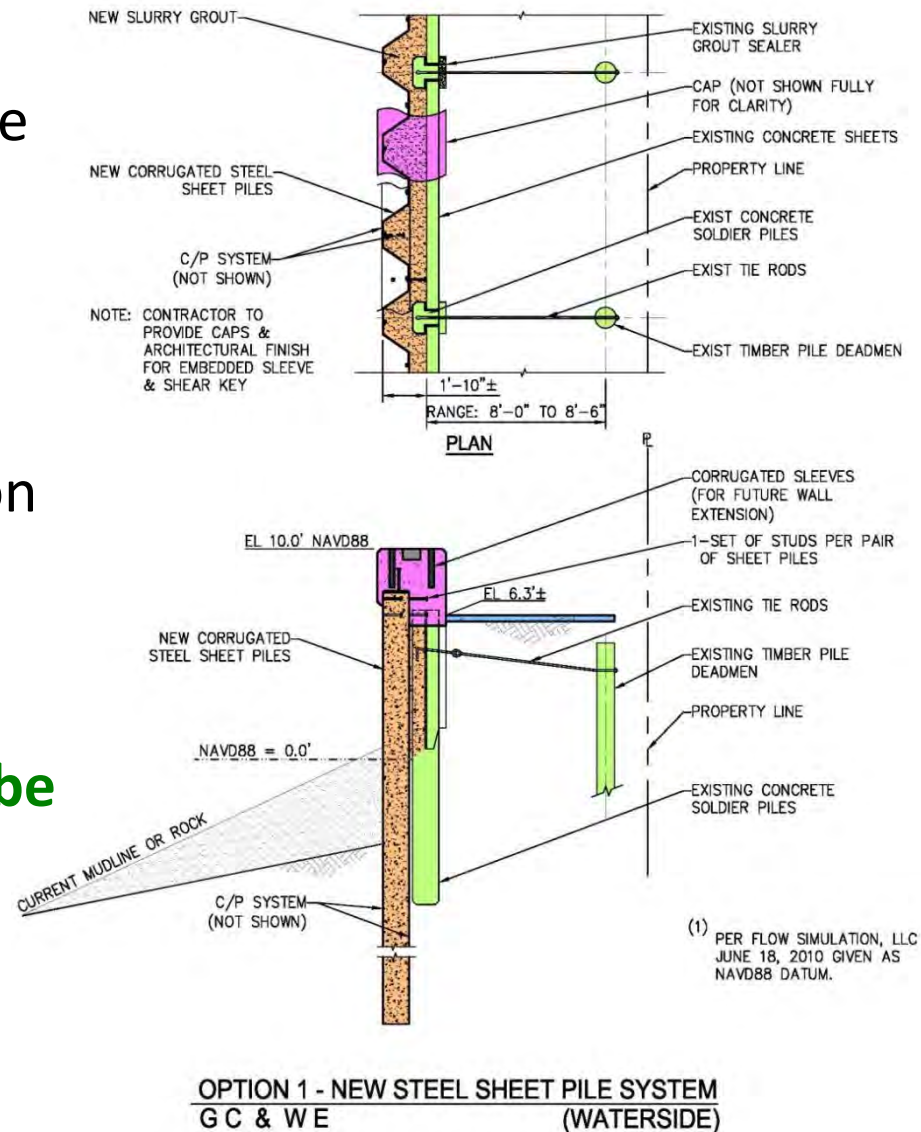 NEW SLURRY GROUT
EXISTING SLURRY
GROUT SEALER
CAP (NOT SHOWN FULLY
FOR CLARITY)
e
EXISTING CONCRETE SHEETS
NEW CORRUGATED STEEL
SHEET PILES
PROPERTY LINE
EXIST CONCRETE
SOLDIER PILES
C/P SYSTEM
(NOT SHOWN)
EXIST TIE RODS
NOTE: CONTRACTOR TO
PROVIDE CAPS &
ARCHITECTURAL FINISH
FOR EMBEDDED SLEEVE
& SHEAR KEY
EXIST TIMBER PILE DEADMEN
1'-10"±
RANGE: 8'-0" TO 8'-6"
PLAN
PL
on
CORRUGATED SLEEVES
(FOR FUTURE WALL
EXTENSION)
EL 10.0' NAVD88
1-SET OF STUDS PER PAIR
OF SHEET PILES
EL 6.3'±
EXISTING TIE RODS
NEW CORRUGATED
STEEL SHEET PILES
EXISTING TIMBER PILE
DEADMEN
PROPERTY LINE
NAVD88 = 0.0'
be
EXISTING CONCRETE
SOLDIER PILES
CURRENT MUDLINE OR ROCK
C/P SYSTEM
(NOT SHOWN)
(1)
PER FLOW SIMULATION, LLC
JUNE 18, 2010 GIVEN AS
NAVD88 DATUM.
OPTION 1 - NEW STEEL SHEET PILE SYSTEM
G C & W E (WATERSIDE)